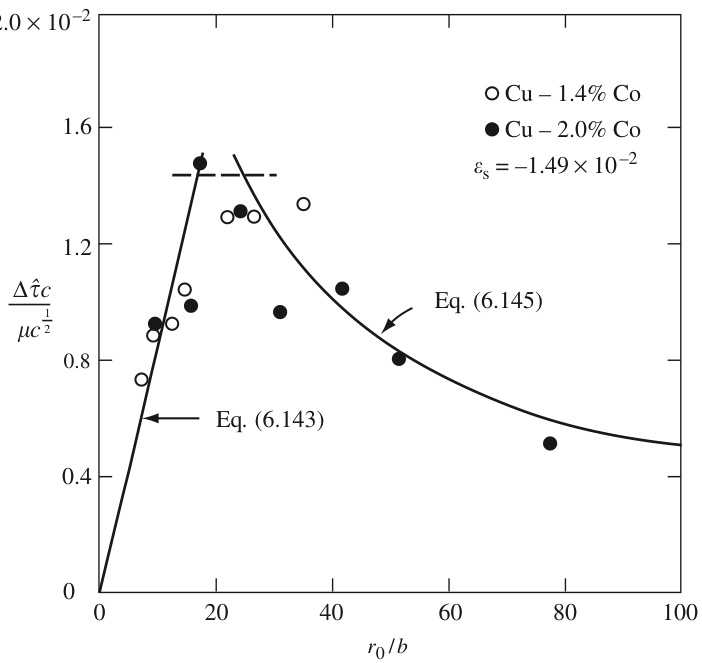 2.0 × 10⁻²
Cu – 1.4% Co
1.6
Cu – 2.0% Co
εₛ = –1.49 × 10⁻²
1.2
Δτ̂c
μc^½
Eq. (6.145)
0.8
Eq. (6.143)
0.4
0
0 20 40 60 80 100
r₀/b